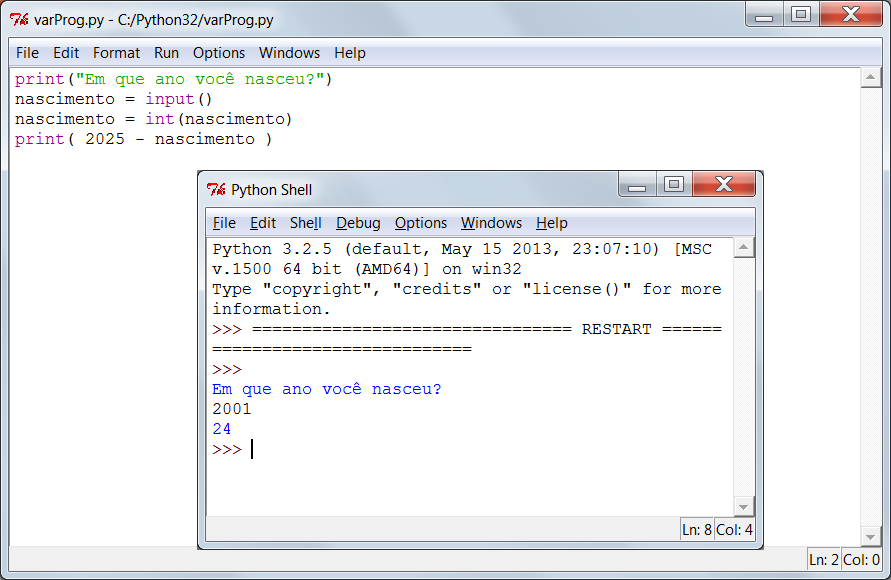 varProg.py - C:/Python32/varProg.py
File Edit Format Run Options Windows Help
print("Em que ano você nasceu?")
nascimento = input()
nascimento = int(nascimento)
print( 2025 - nascimento )
Python Shell
File Edit Shell Debug Options Windows Help
Python 3.2.5 (default, May 15 2013, 23:07:10) [MSC
v.1500 64 bit (AMD64)] on win32
Type "copyright", "credits" or "license()" for more
information.
>>> ================================ RESTART ======
==========================
>>>
Em que ano você nasceu?
2001
24
>>>
Ln: 8 Col: 4
Ln: 2 Col: 0